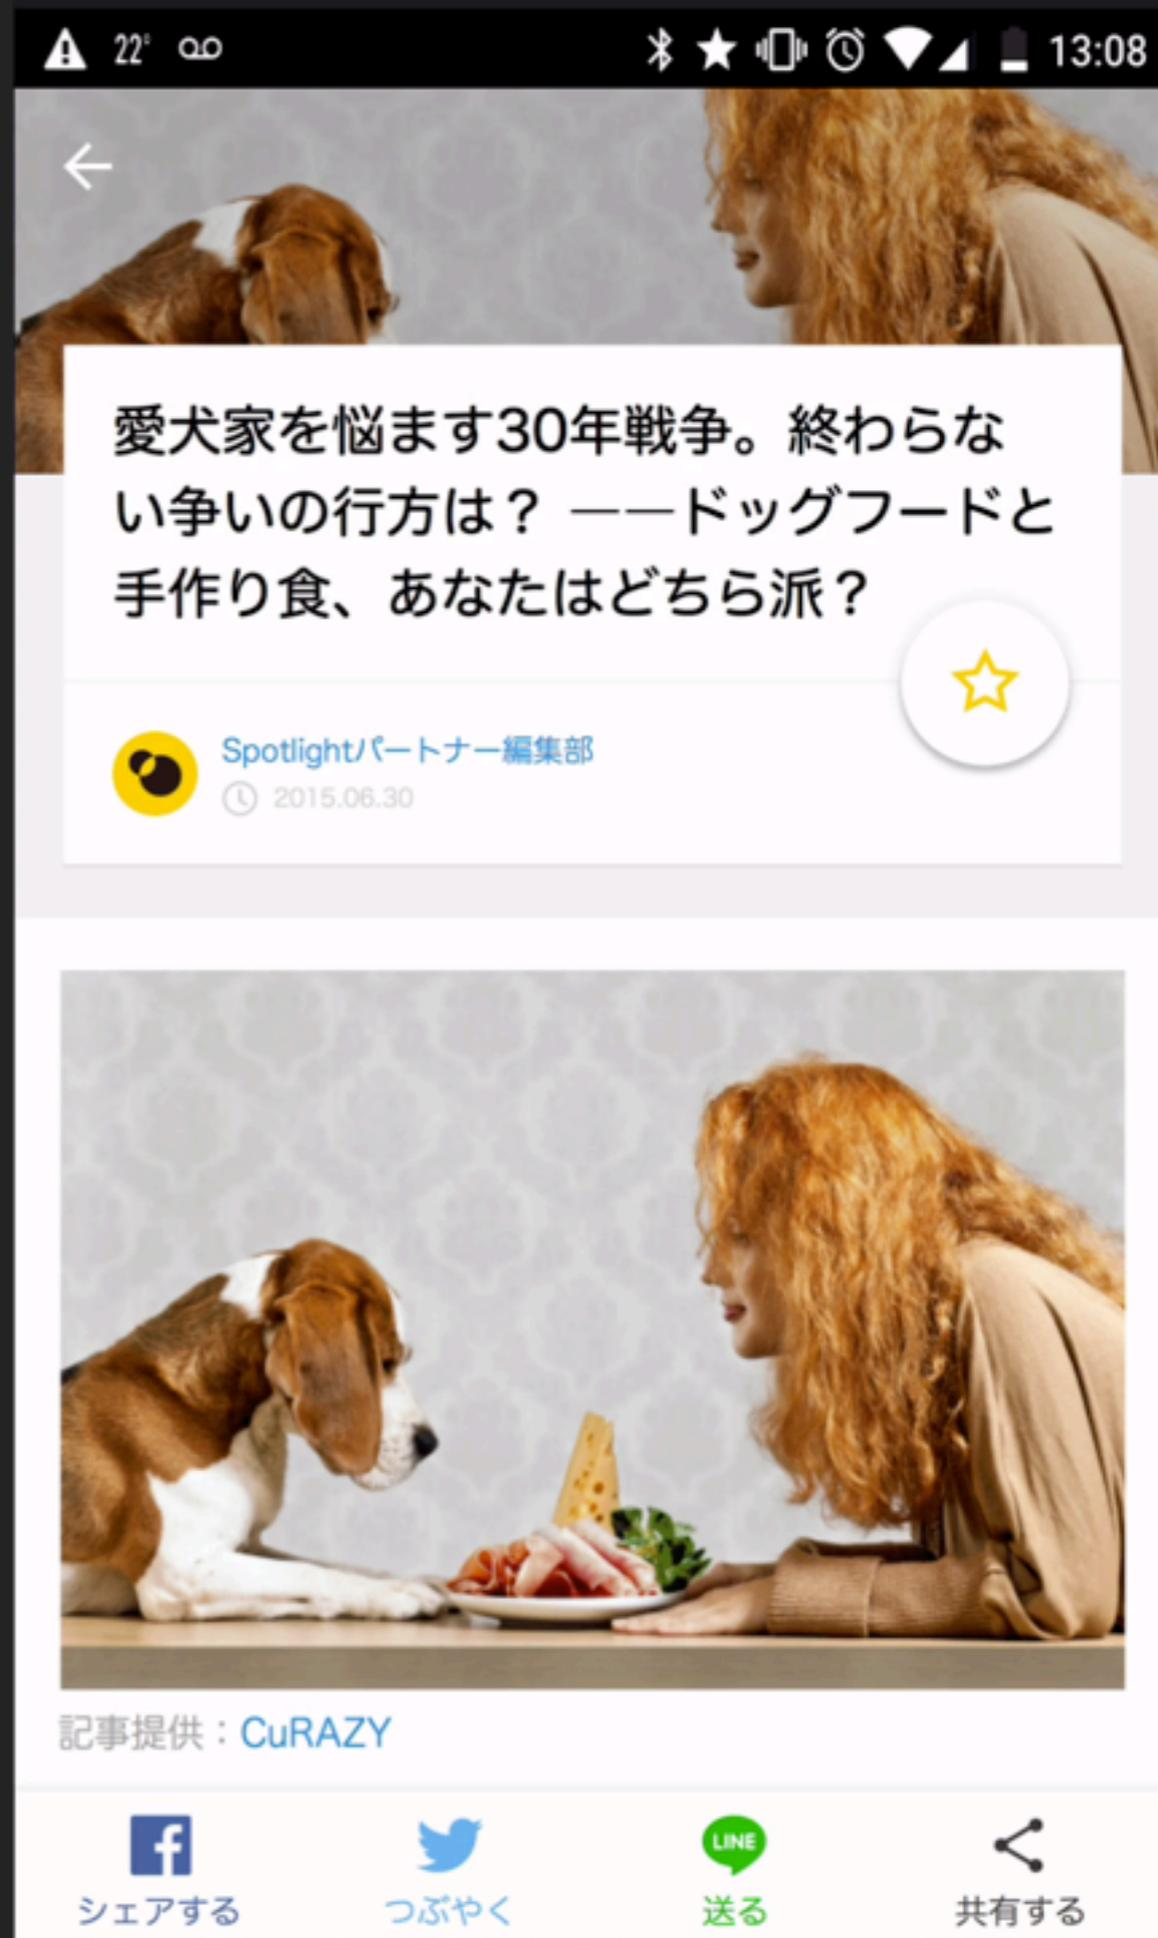 22°
13:08
愛犬家を悩ます30年戦争。終わらな
い争いの行方は？ ――ドッグフードと
手作り食、あなたはどちら派？
Spotlightパートナー編集部
2015.06.30
記事提供：CuRAZY
LINE
シェアする つぶやく 送る 共有する